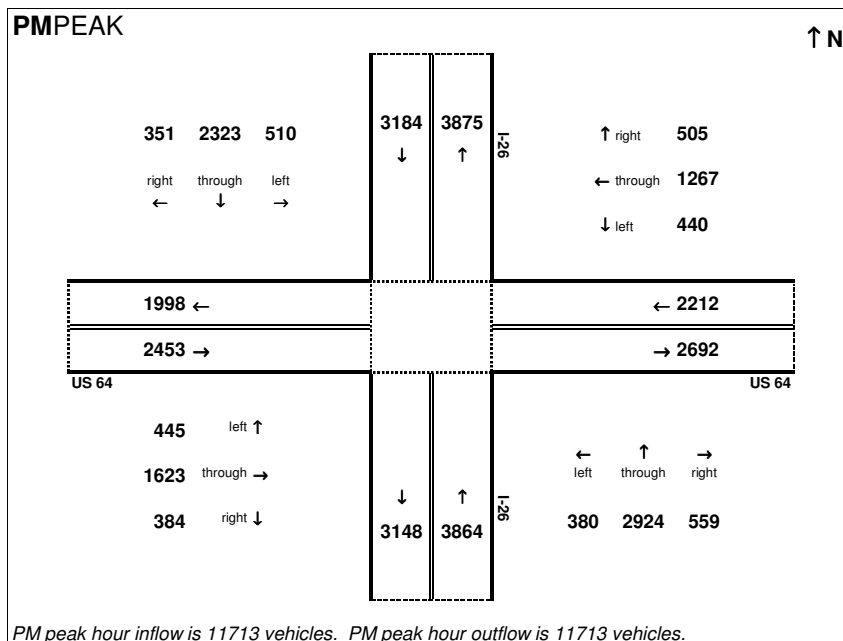 PMPEAK
↑ N
351 2323 510
right through left
← ↓ →
3184 3875
↓ ↑
I-26
↑ right 505
← through 1267
↓ left 440
1998 ←
2453 →
← 2212
→ 2692
US 64
US 64
445 left ↑
1623 through →
384 right ↓
↓ ↑
3148 3864
I-26
← ↑ →
left through right
380 2924 559
PM peak hour inflow is 11713 vehicles. PM peak hour outflow is 11713 vehicles.